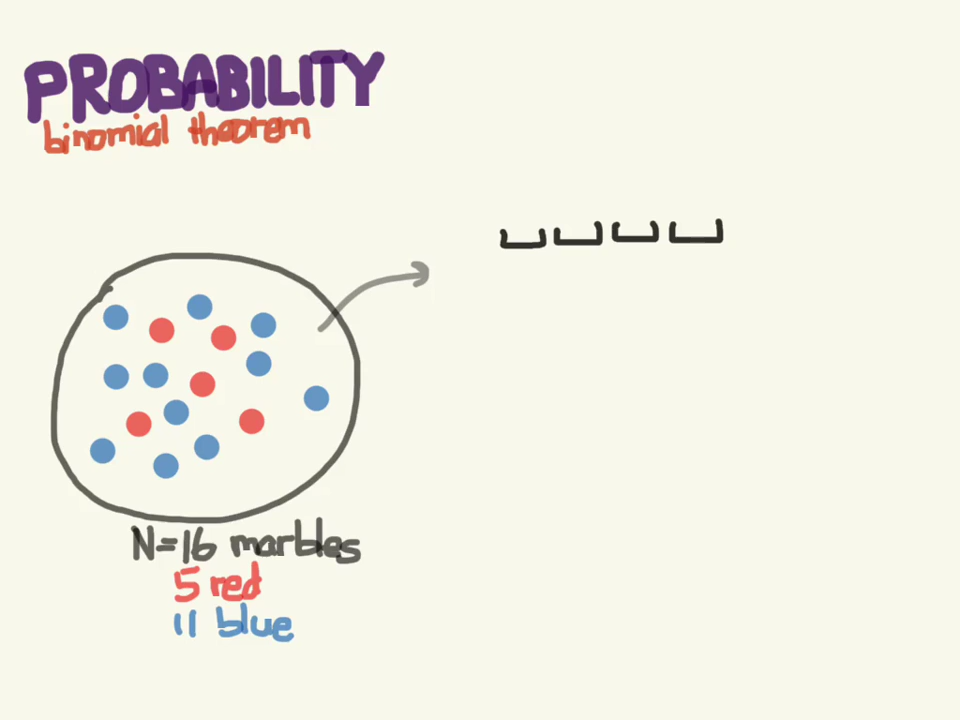 PROBABILITY
binomial theorem
N=16 marbles
5 red
11 blue